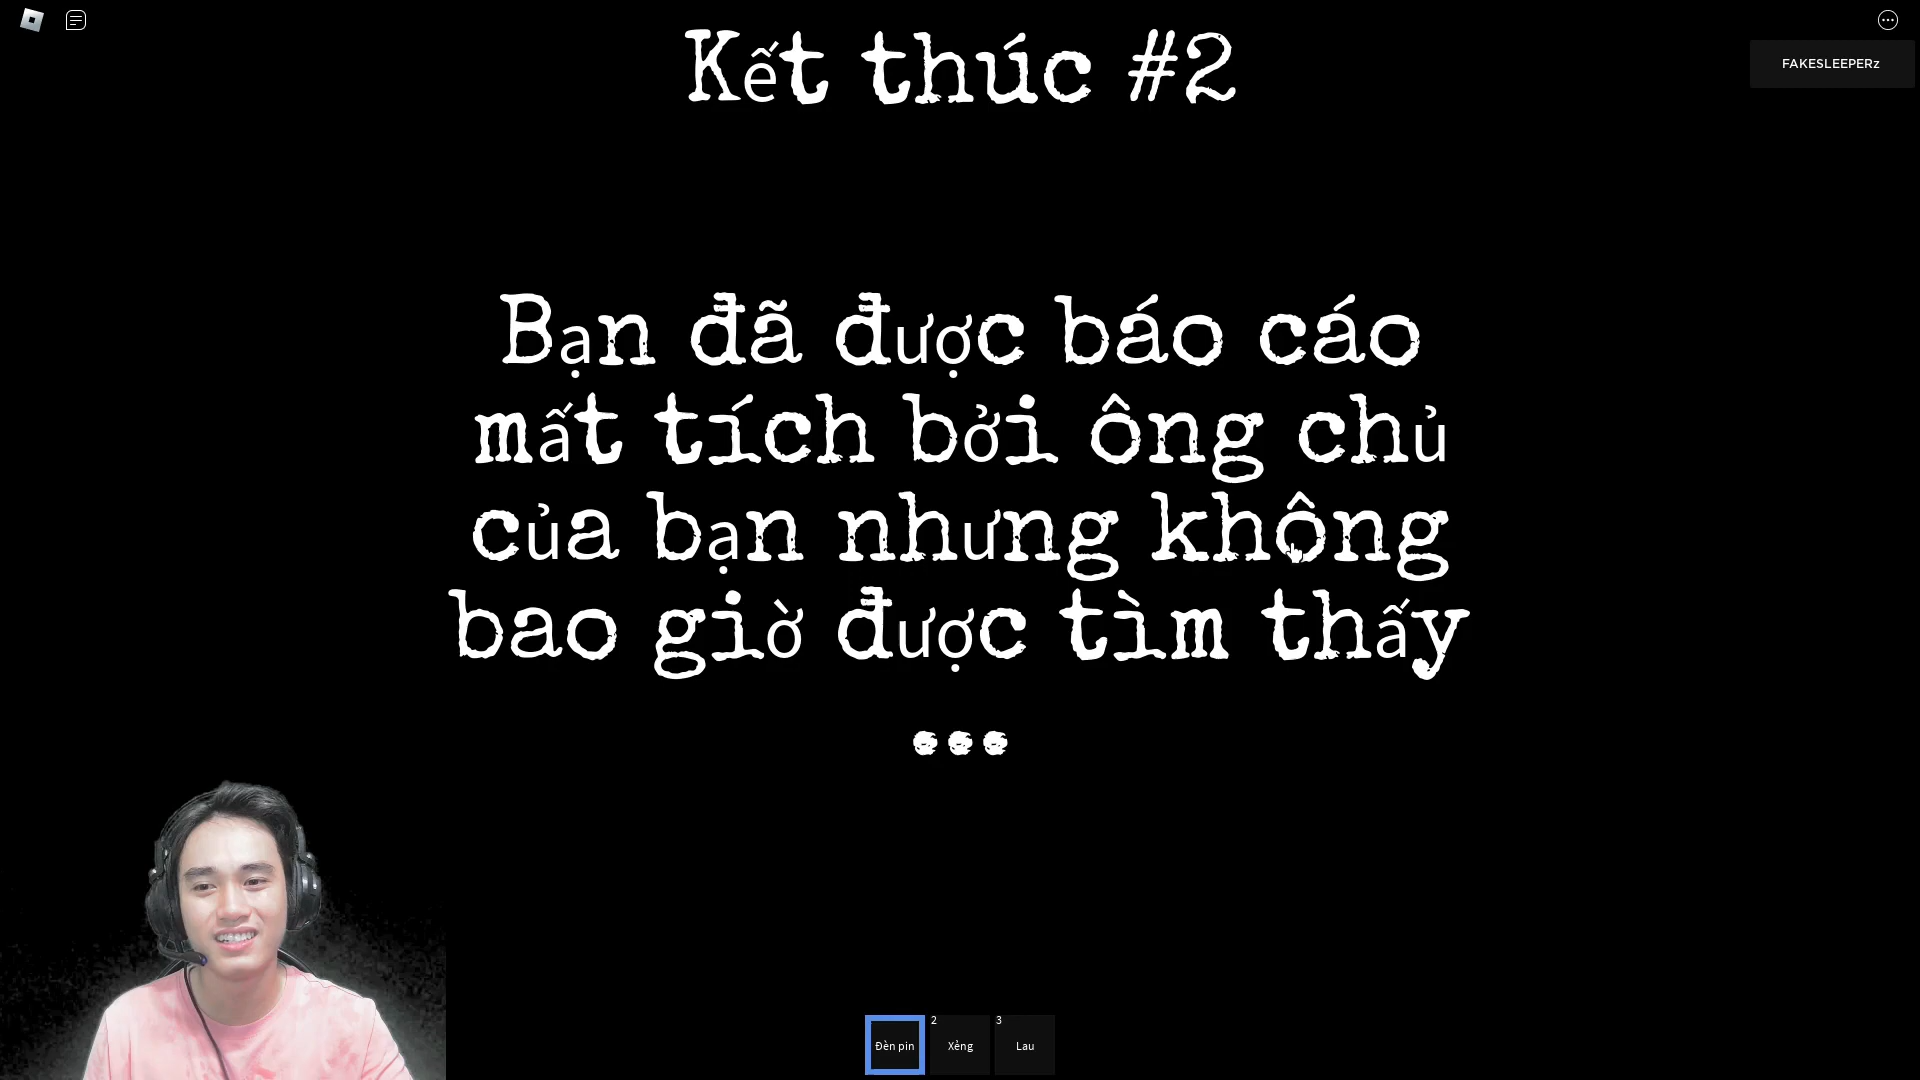 Kết thúc #2
FAKESLEEPERz
Bạn đã được báo cáo
mất tích bởi ông chủ
của bạn nhưng không
bao giờ được tìm thấy
...
Đèn pin
2
Xẻng
3
Lau